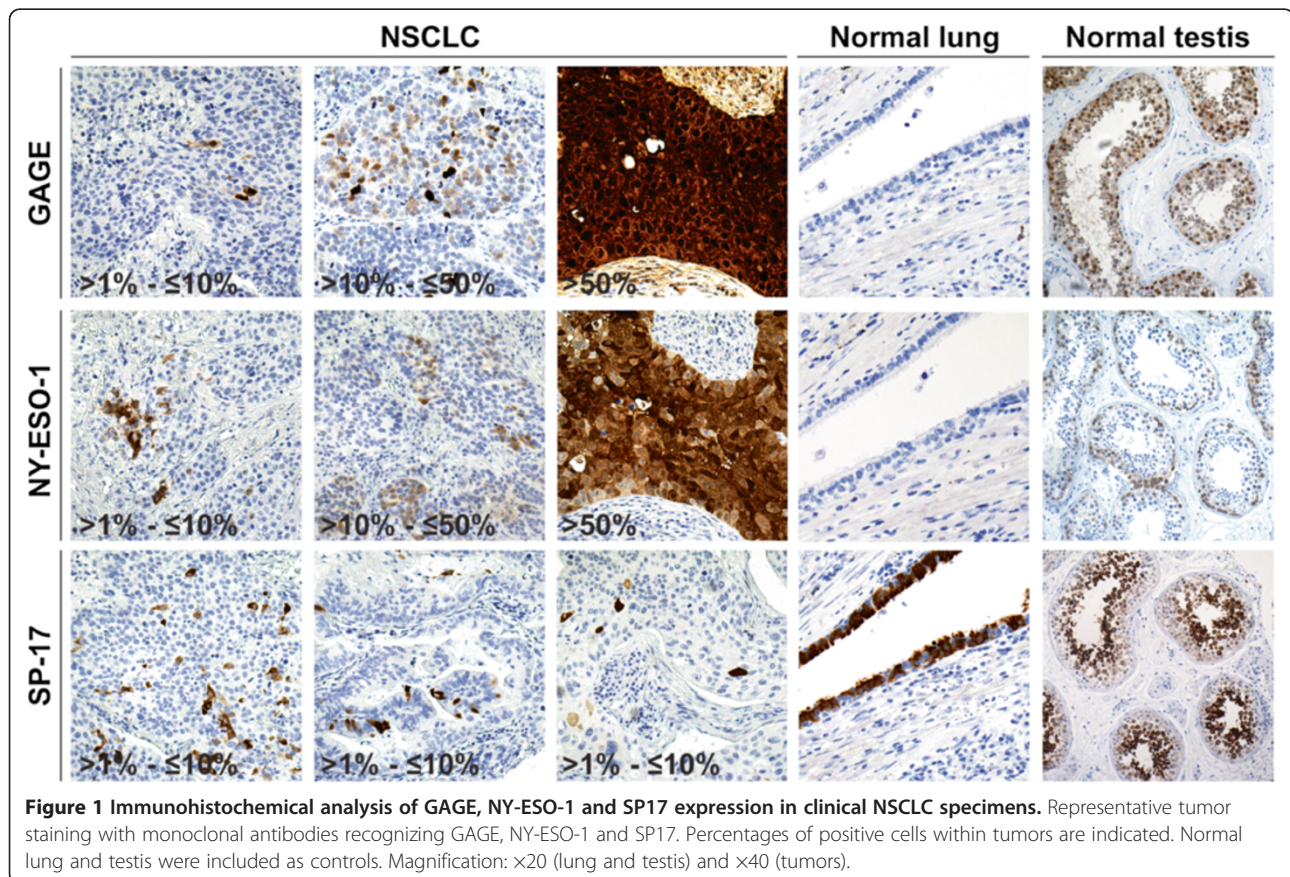 NSCLC Normal lung Normal testis
GAGE
>1% - ≤10% >10% - ≤50% >50%
NY-ESO-1
>1% - ≤10% >10% - ≤50% >50%
SP-17
>1% - ≤10% >1% - ≤10% >1% - ≤10%
Figure 1 Immunohistochemical analysis of GAGE, NY-ESO-1 and SP17 expression in clinical NSCLC specimens. Representative tumor
staining with monoclonal antibodies recognizing GAGE, NY-ESO-1 and SP17. Percentages of positive cells within tumors are indicated. Normal
lung and testis were included as controls. Magnification: ×20 (lung and testis) and ×40 (tumors).